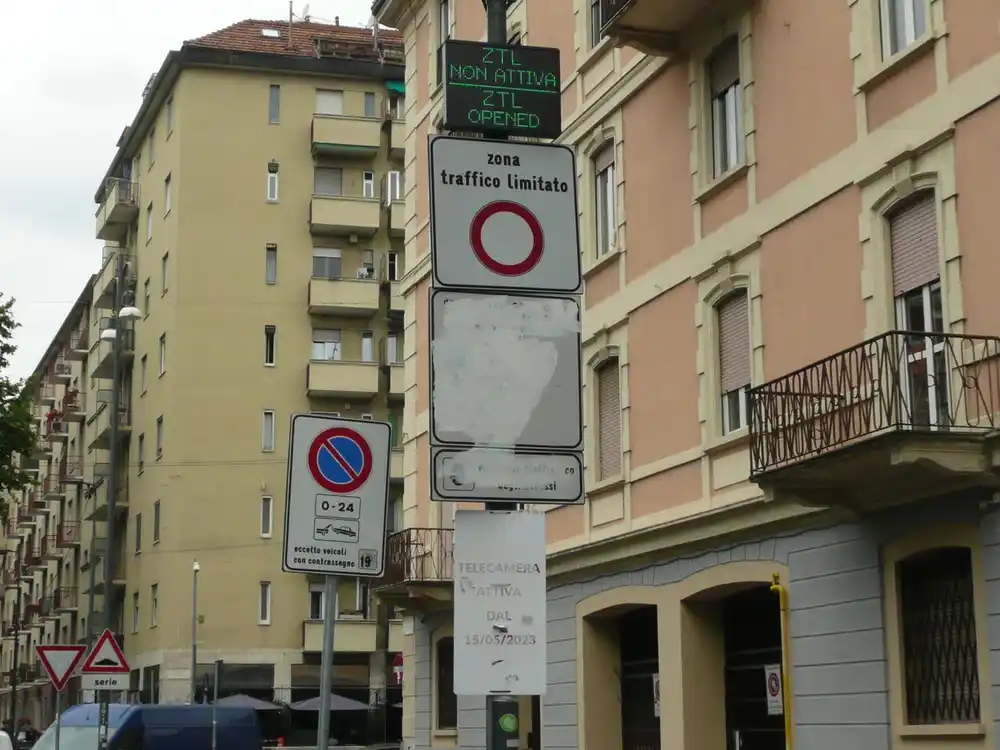 ZTL
NON ATTIVA
ZTL
OPENED
zona
traffico limitato
0-24
eccetto veicoli
con contrassegno 19
TELECAMERA
ATTIVA
DAL
15/05/2023
serie